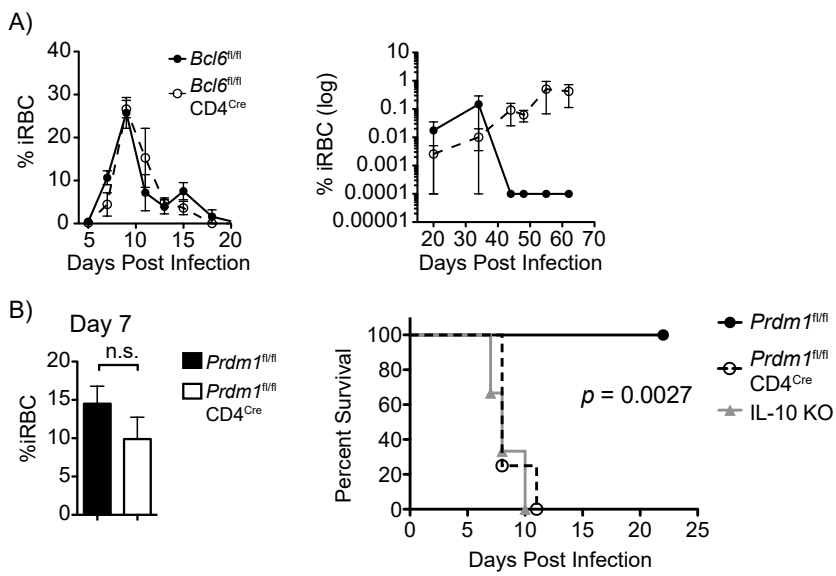 A)
40
30
20
10
0
% iRBC
5 10 15 20
Days Post Infection
Bcl6fl/fl
Bcl6fl/fl
CD4Cre
10
1
0.1
0.01
0.001
0.0001
0.00001
% iRBC (log)
20 30 40 50 60 70
Days Post Infection
B)
Day 7
n.s.
20
15
10
5
0
%iRBC
Prdm1fl/fl
Prdm1fl/fl
CD4Cre
100
80
60
40
20
0
Percent Survival
0 5 10 15 20 25
Days Post Infection
p = 0.0027
Prdm1fl/fl
Prdm1fl/fl
CD4Cre
IL-10 KO